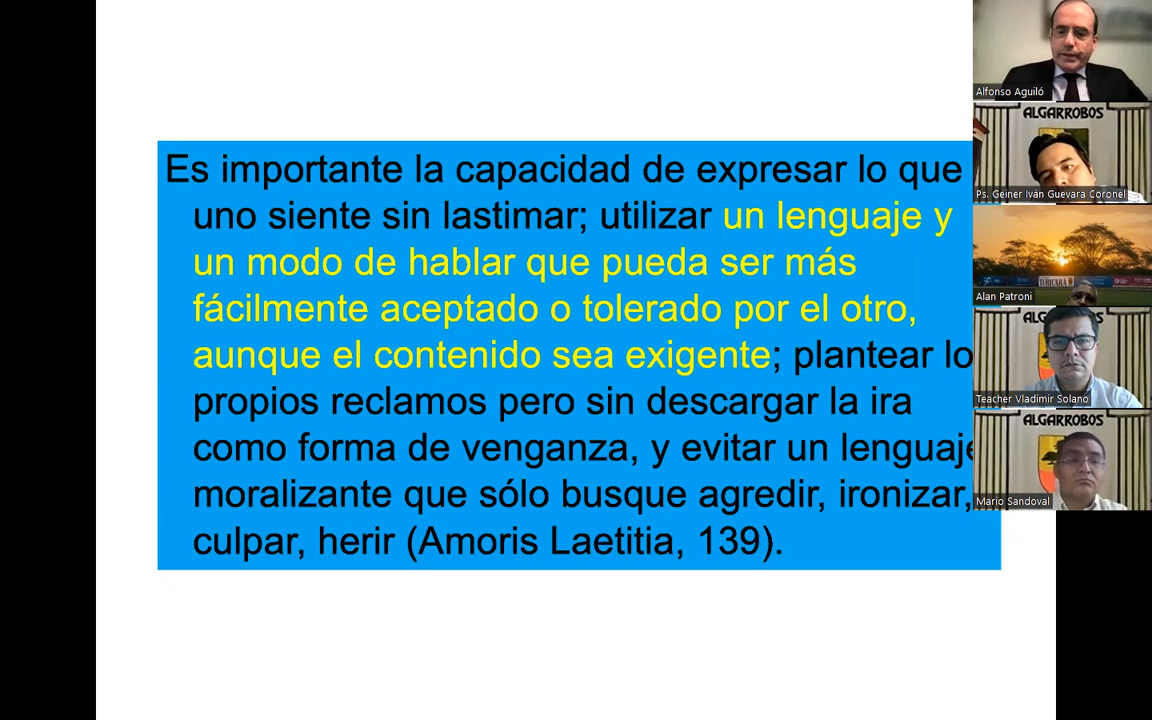 Es importante la capacidad de expresar lo que
uno siente sin lastimar; utilizar un lenguaje y
un modo de hablar que pueda ser más
fácilmente aceptado o tolerado por el otro,
aunque el contenido sea exigente; plantear lo
propios reclamos pero sin descargar la ira
como forma de venganza, y evitar un lenguaje
moralizante que sólo busque agredir, ironizar,
culpar, herir (Amoris Laetitia, 139).
Alfonso Aguiló
ALGARROBOS
Ps. Geiner Iván Guevara Coronel
Alan Patroni
Teacher Vladimir Solano
ALGARROBOS
Mario Sandoval